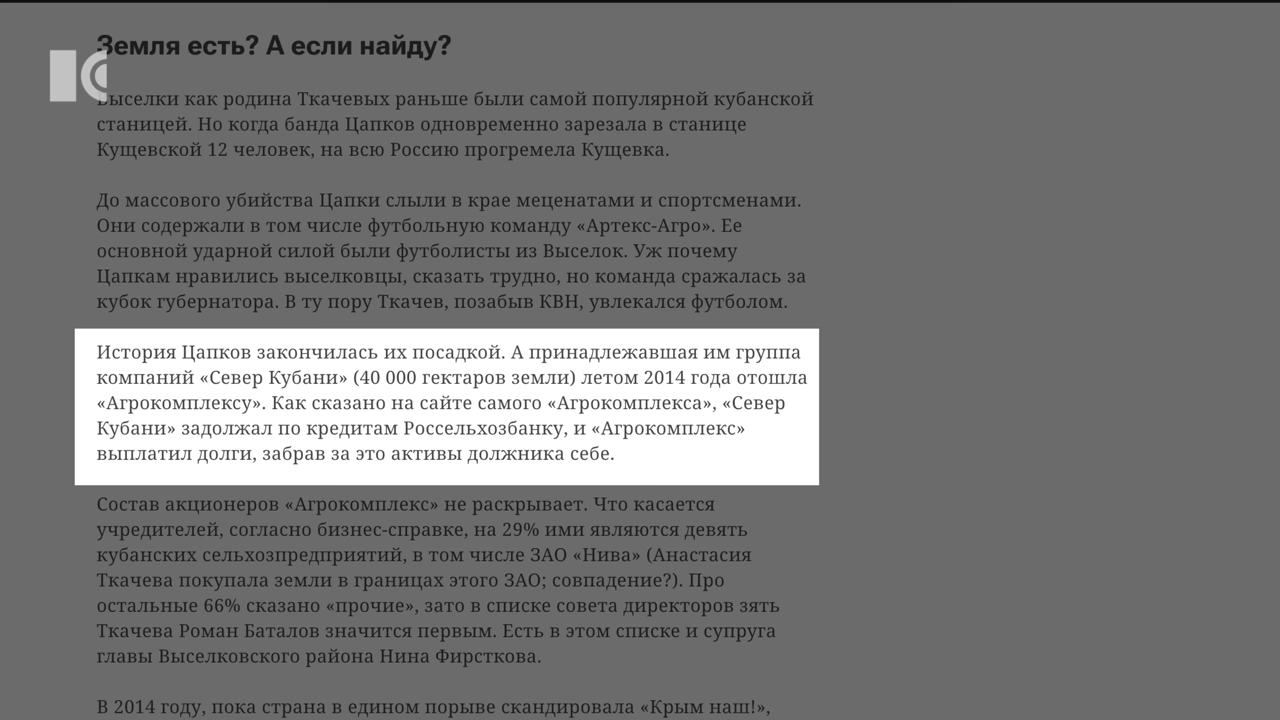 Земля есть? А если найду?
Выселки как родина Ткачевых раньше были самой популярной кубанской
станицей. Но когда банда Цапков одновременно зарезала в станице
Кущевской 12 человек, на всю Россию прогремела Кущевка.
До массового убийства Цапки слыли в крае меценатами и спортсменами.
Они содержали в том числе футбольную команду «Артекс-Агро». Ее
основной ударной силой были футболисты из Выселок. Уж почему
Цапкам нравились выселковцы, сказать трудно, но команда сражалась за
кубок губернатора. В ту пору Ткачев, позабыв КВН, увлекался футболом.
История Цапков закончилась их посадкой. А принадлежавшая им группа
компаний «Север Кубани» (40 000 гектаров земли) летом 2014 года отошла
«Агрокомплексу». Как сказано на сайте самого «Агрокомплекса», «Север
Кубани» задолжал по кредитам Россельхозбанку, и «Агрокомплекс»
выплатил долги, забрав за это активы должника себе.
Состав акционеров «Агрокомплекс» не раскрывает. Что касается
учредителей, согласно бизнес-справке, на 29% ими являются девять
кубанских сельхозпредприятий, в том числе ЗАО «Нива» (Анастасия
Ткачева покупала земли в границах этого ЗАО; совпадение?). Про
остальные 66% сказано «прочие», зато в списке совета директоров зять
Ткачева Роман Баталов значится первым. Есть в этом списке и супруга
главы Выселковского района Нина Фирсткова.
В 2014 году, пока страна в едином порыве скандировала «Крым наш!»,